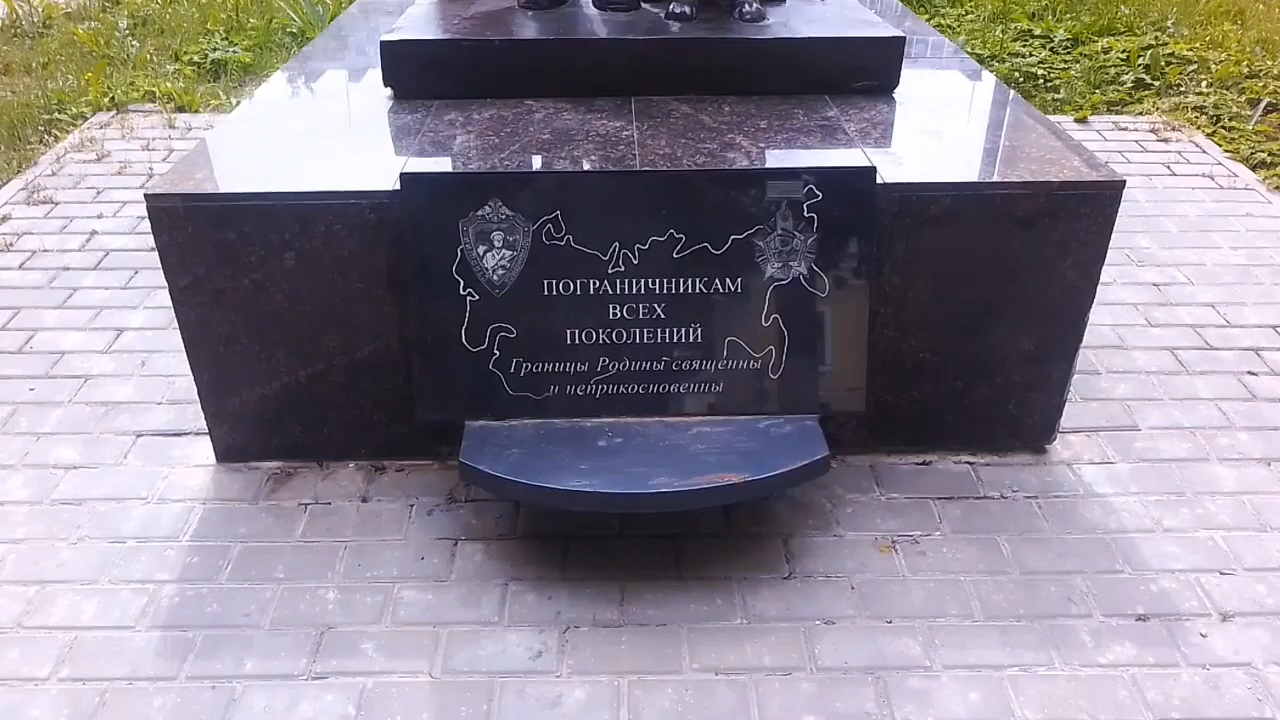 ПОГРАНИЧНИКАМ
ВСЕХ
ПОКОЛЕНИЙ
Границы Родины священны
и неприкосновенны